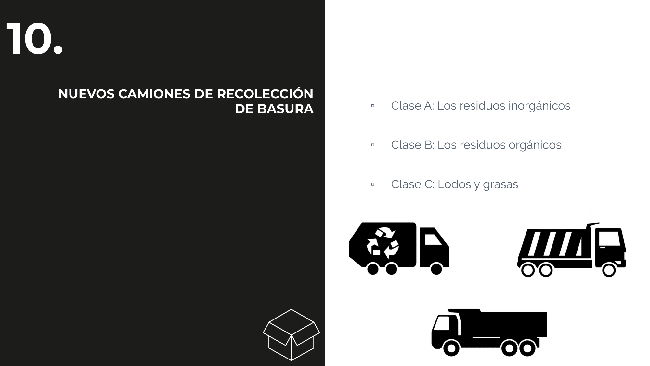 10.
NUEVOS CAMIONES DE RECOLECCIÓN
DE BASURA
Clase A: Los residuos inorgánicos
Clase B: Los residuos orgánicos
Clase C: Lodos y grasas